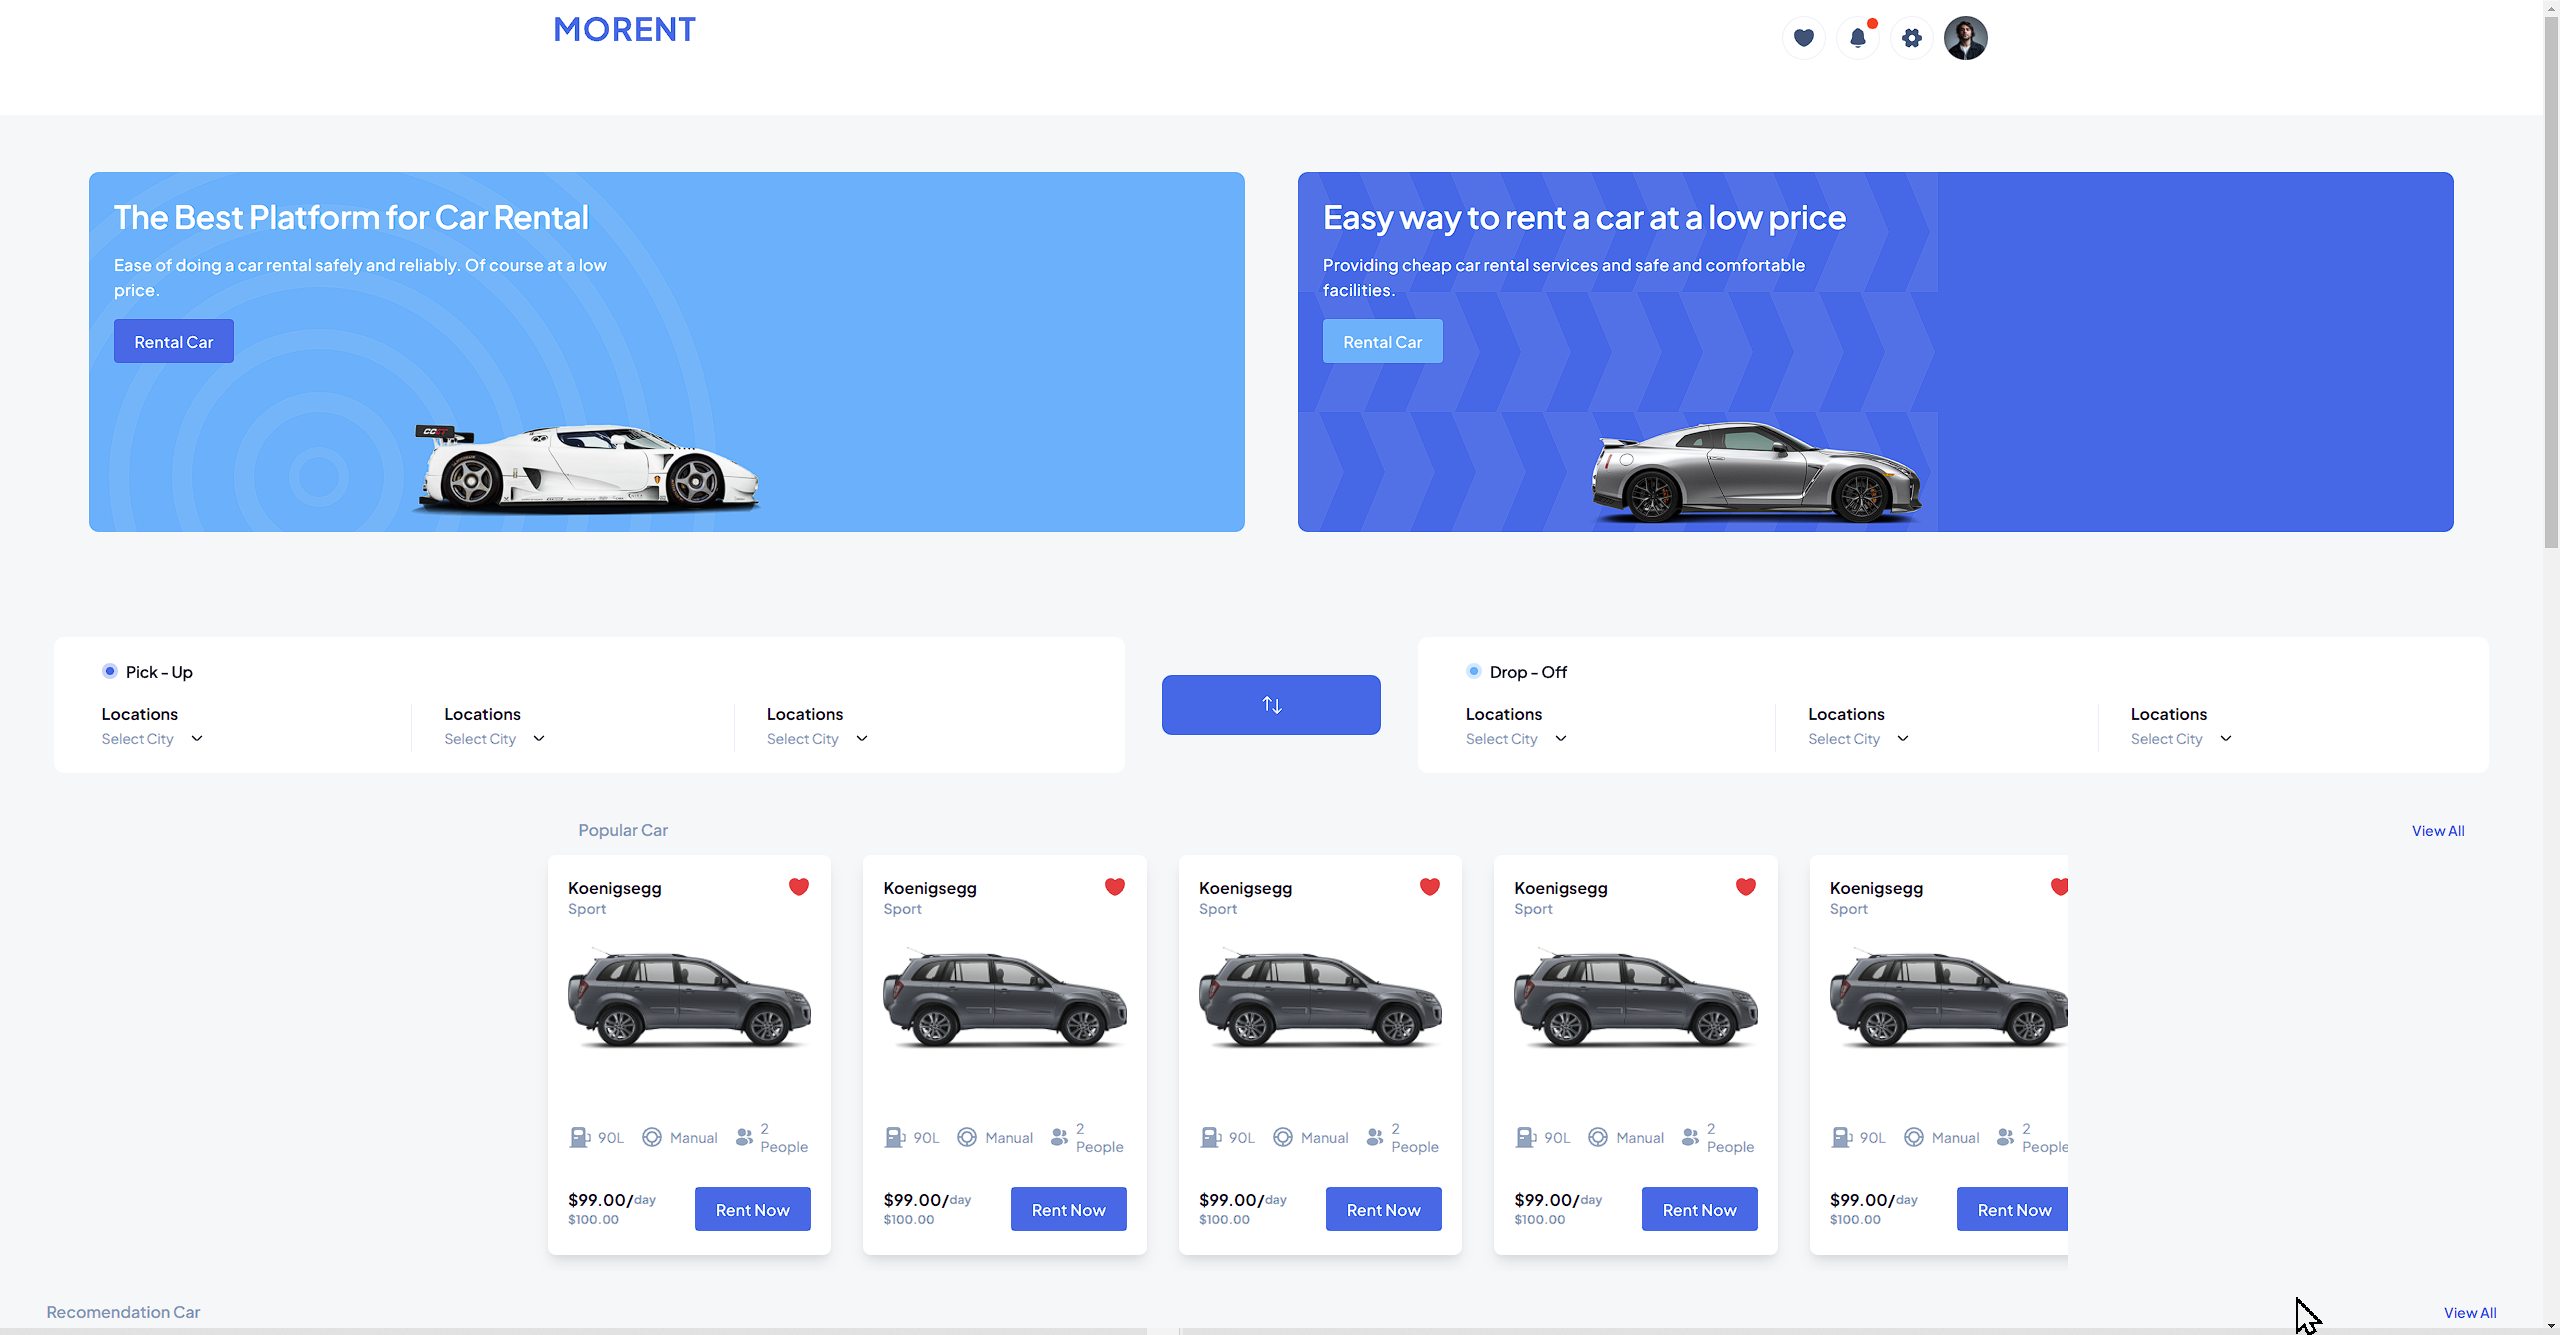 MORENT
The Best Platform for Car Rental
Ease of doing a car rental safely and reliably. Of course at a low
price.
Rental Car
Easy way to rent a car at a low price
Providing cheap car rental services and safe and comfortable
facilities.
Rental Car
Pick - Up
Locations
Select City
Locations
Select City
Locations
Select City
Drop - Off
Locations
Select City
Locations
Select City
Locations
Select City
Popular Car
View All
Koenigsegg
Sport
90L
Manual
2
People
$99.00/day
$100.00
Rent Now
Koenigsegg
Sport
90L
Manual
2
People
$99.00/day
$100.00
Rent Now
Koenigsegg
Sport
90L
Manual
2
People
$99.00/day
$100.00
Rent Now
Koenigsegg
Sport
90L
Manual
2
People
$99.00/day
$100.00
Rent Now
Koenigsegg
Sport
90L
Manual
2
People
$99.00/day
$100.00
Rent Now
Recomendation Car
View All